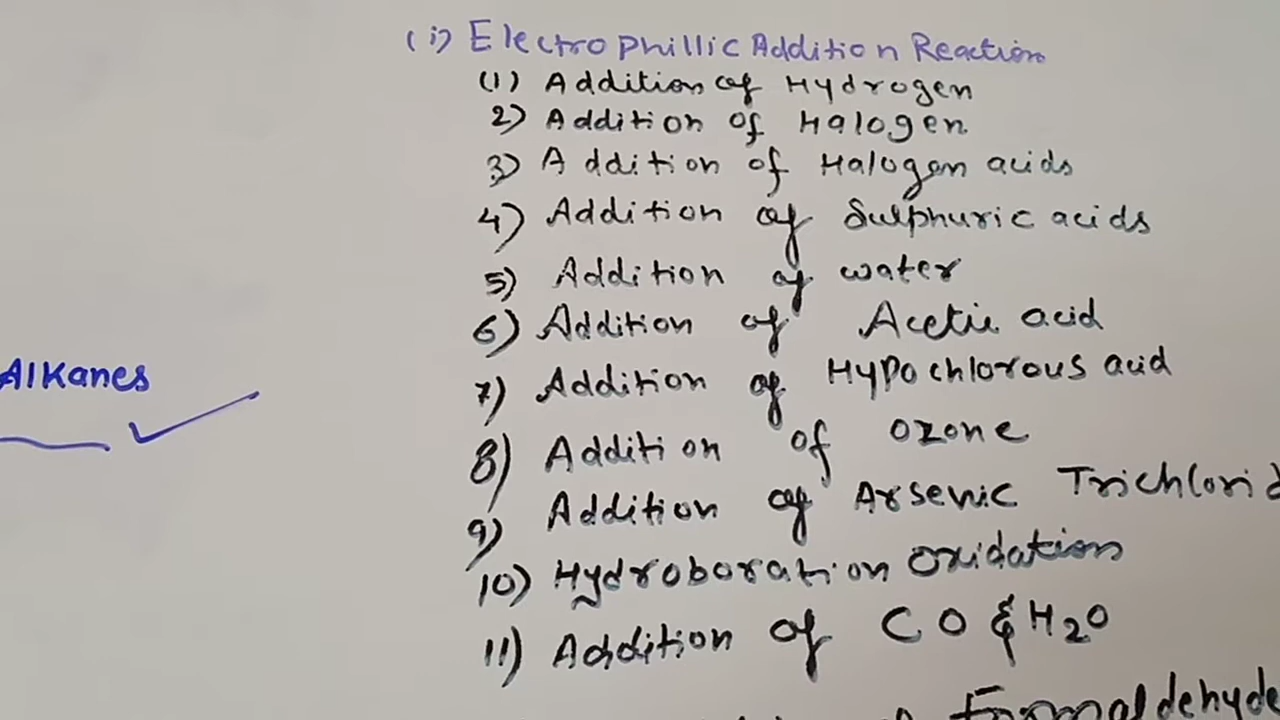 (i) Electrophillic Addition Reaction
(1) Addition of Hydrogen
2) Addition of Halogen
3) Addition of Halogen acids
4) Addition of Sulphuric acids
5) Addition of water
6) Addition of Acetic acid
Alkanes
7) Addition of Hypochlorous acid
8) Addition of ozone
9) Addition of Arsenic Trichlorid
10) Hydroboration oxidation
11) Addition of CO & H2O
Formaldehyde